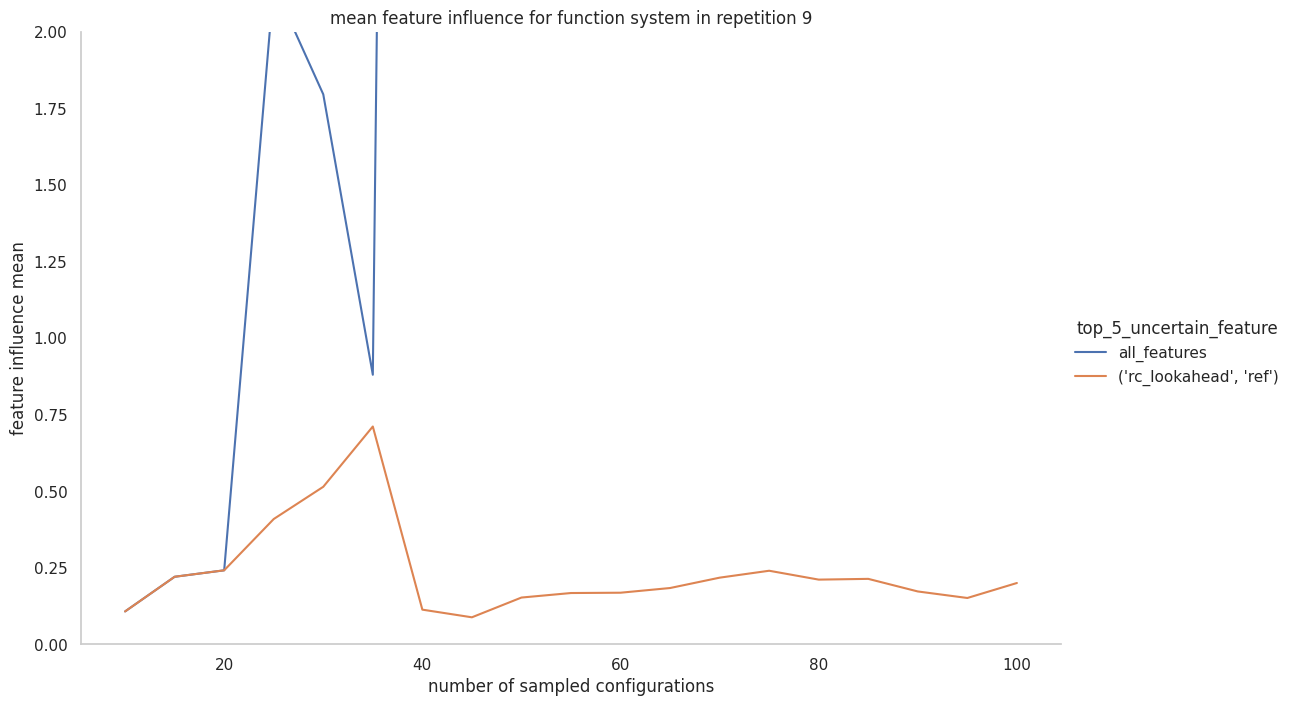 mean feature influence for function system in repetition 9
2.00
1.75
1.50
1.25
1.00
0.75
0.50
0.25
0.00
feature influence mean
20
40
60
80
100
number of sampled configurations
top_5_uncertain_feature
all_features
('rc_lookahead', 'ref')